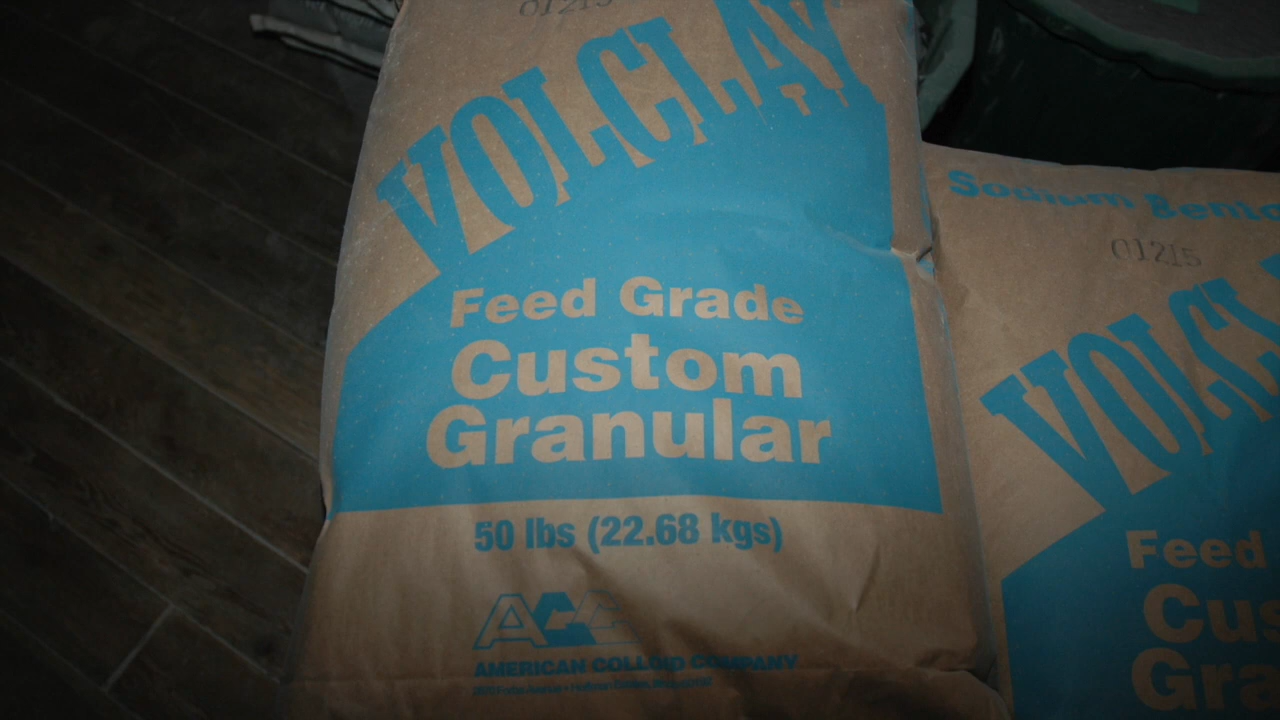 01215
VOLCLAY
Feed Grade
Custom
Granular
50 lbs (22.68 kgs)
ACC
AMERICAN COLLOID COMPANY
Sodium Bento
01215
VOLCL
Feed
Cus
Gra